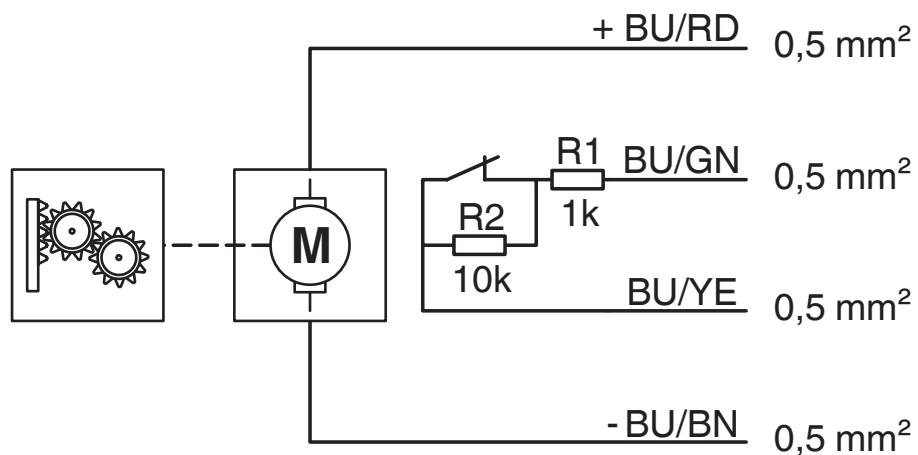 + BU/RD 0,5 mm²
R1 BU/GN 0,5 mm²
1k
R2
10k
M
BU/YE 0,5 mm²
- BU/BN 0,5 mm²